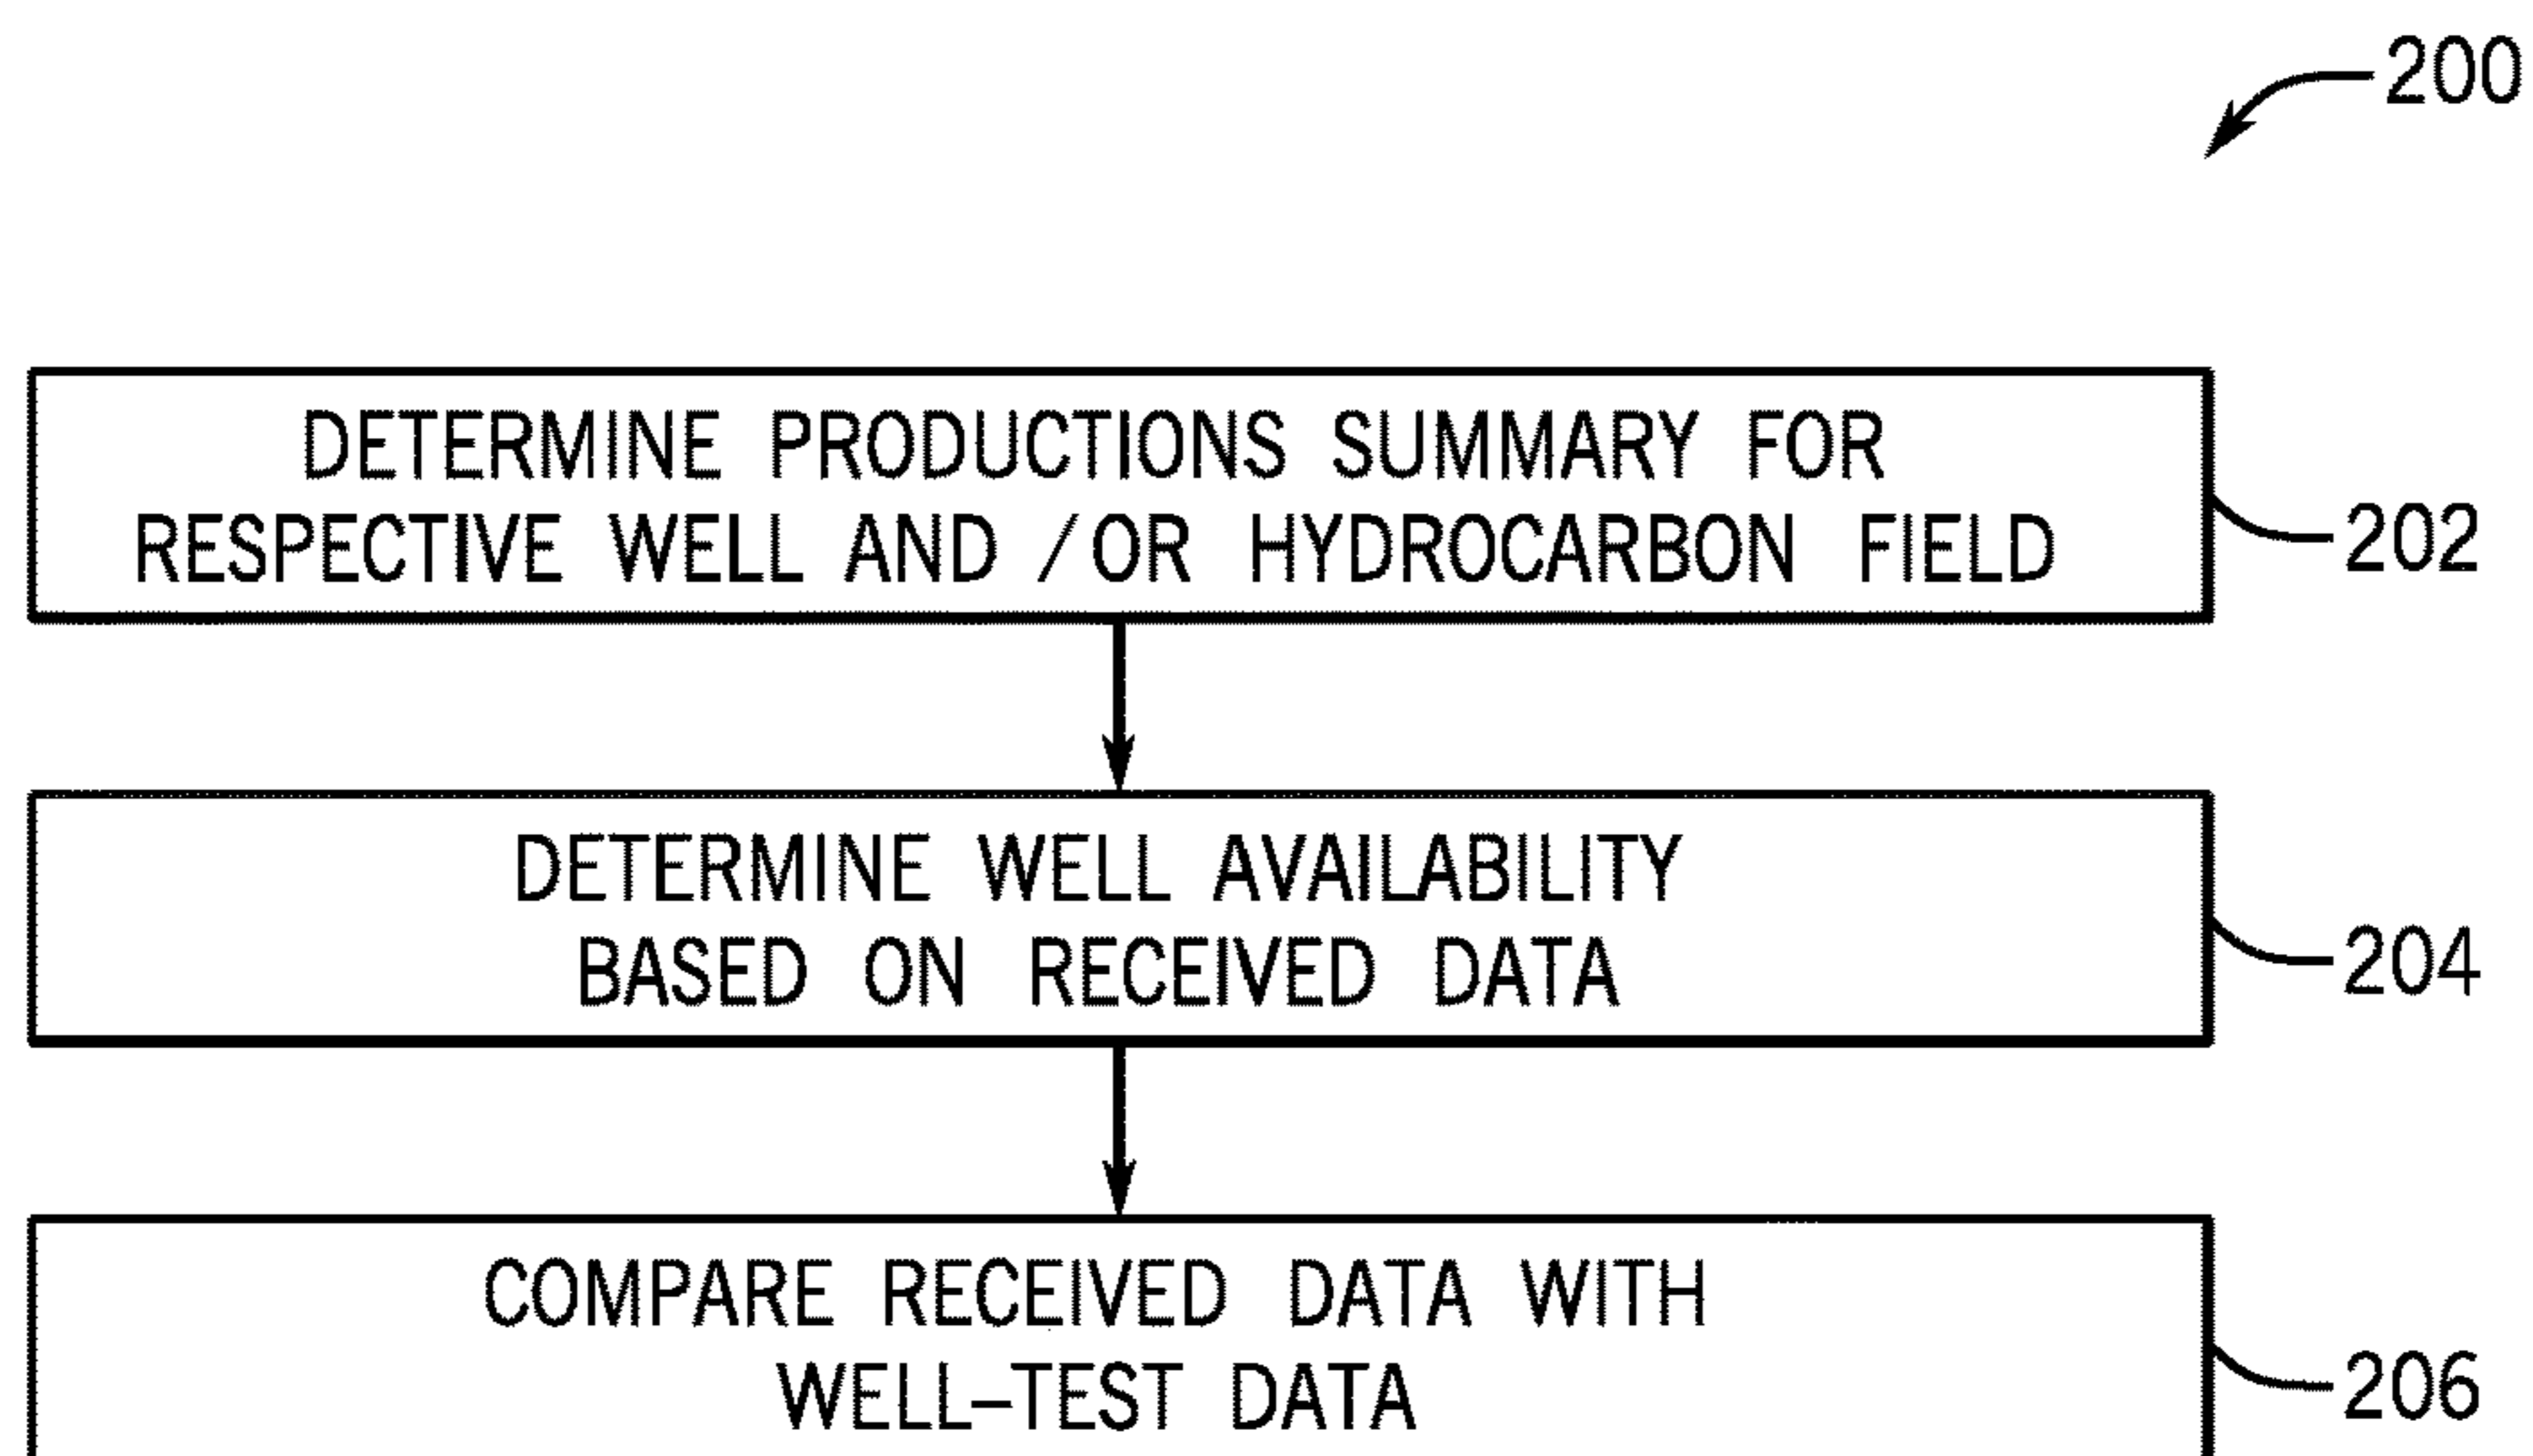 200
DETERMINE PRODUCTIONS SUMMARY FOR
RESPECTIVE WELL AND /OR HYDROCARBON FIELD
202
DETERMINE WELL AVAILABILITY
BASED ON RECEIVED DATA
204
COMPARE RECEIVED DATA WITH
WELL–TEST DATA
206